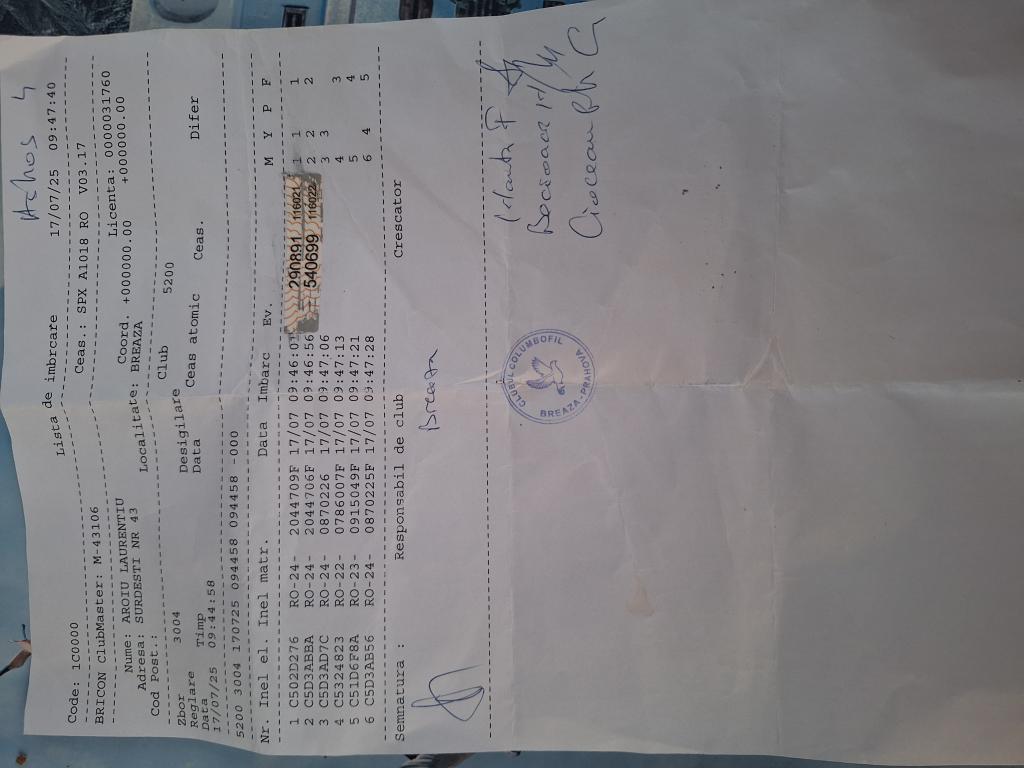 Athos 4
Lista de imbrcare 17/07/25 09:47:40
Code: 1C0000 Ceas.: SPX A1018 RO V03.17
BRICON ClubMaster: M-43106 Licenta: 0000031760
Nume: AROIU LAURENTIU Coord. +000000.00 +000000.00
Adresa: SURDESTI NR 43 Localitate: BREAZA
Cod Post.:
Club 5200
Zbor 3004 Desigilare
Reglare
Data Timp Data Ceas atomic Ceas. Difer
17/07/25 09:44:58
5200 3004 170725 094458 094458 000
Nr. Inel el. Inel matr. Data Imbarc Ev. M Y P F
1 C502D276 RO-24- 2044709F 17/07 09:46:01 290891 116022 1 1 1
2 C5D3ABBA RO-24- 2044706F 17/07 09:46:56 540699 116022 2 2 2
3 C5D3AD7C RO-24- 0870226 17/07 09:47:06 3 3
4 C5324823 RO-22- 0786007F 17/07 09:47:13 4 3
5 C51D6F8A RO-23- 0915049F 17/07 09:47:21 5 4
6 C5D3AB56 RO-24- 0870225F 17/07 09:47:28 6 4 5
Semnatura : Responsabil de club Crescator
Breaza
CLUBUL COLUMBOFIL
BREAZA - PRAHOVA